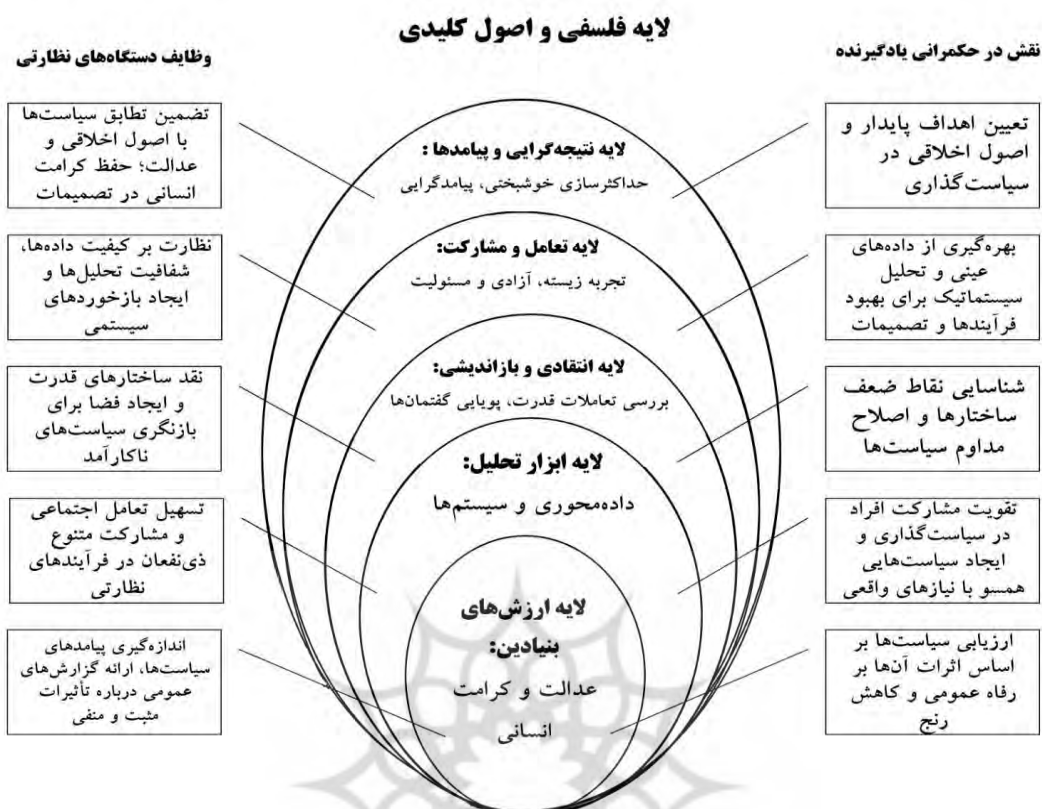 لایه فلسفی و اصول کلیدی
نقش در حکمرانی یادگیرنده
تعیین اهداف پایدار و
اصول اخلاقی در
سیاست‌گذاری
بهره‌گیری از داده‌های
عینی و تحلیل
سیستماتیک برای بهبود
فرآیندها و تصمیمات
شناسایی نقاط ضعف
ساختارها و اصلاح
مداوم سیاست‌ها
تقویت مشارکت افراد
در سیاست‌گذاری و
ایجاد سیاست‌هایی
همسو با نیازهای واقعی
ارزیابی سیاست‌ها بر
اساس اثرات آن‌ها بر
رفاه عمومی و کاهش
رنج
لایه نتیجه‌گرایی و پیامدها :
حداکثرسازی خوشبختی، پیامدگرایی
لایه تعامل و مشارکت:
تجربه زیسته، آزادی و مسئولیت
لایه انتقادی و بازاندیشی:
بررسی تعاملات قدرت، پویایی گفتمان‌ها
لایه ابزار تحلیل:
داده‌محوری و سیستم‌ها
لایه ارزش‌های
بنیادین:
عدالت و کرامت
انسانی
وظایف دستگاه‌های نظارتی
تضمین تطابق سیاست‌ها
با اصول اخلاقی و
عدالت؛ حفظ کرامت
انسانی در تصمیمات
نظارت بر کیفیت داده‌ها،
شفافیت تحلیل‌ها و
ایجاد بازخوردهای
سیستمی
نقد ساختارهای قدرت
و ایجاد فضا برای
بازنگری سیاست‌های
ناکارآمد
تسهیل تعامل اجتماعی
و مشارکت متنوع
ذی‌نفعان در فرآیندهای
نظارتی
اندازه‌گیری پیامدهای
سیاست‌ها، ارائه گزارش‌های
عمومی درباره تأثیرات
مثبت و منفی